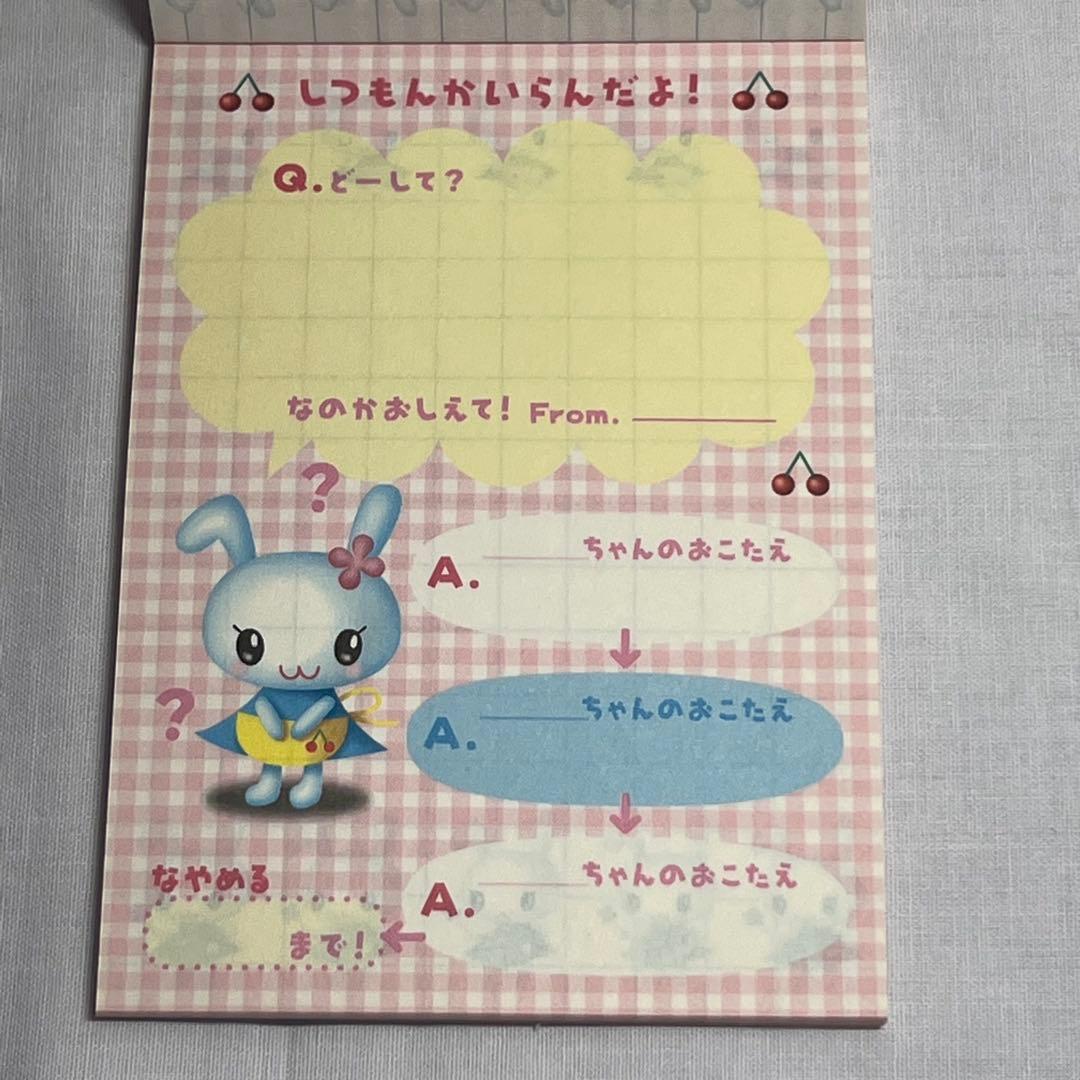 しつもんかいらんだよ!
Q.どーして?
なのかおしえて! From.
?
A. ちゃんのおこたえ
?
A. ちゃんのおこたえ
A. ちゃんのおこたえ
なやめる
まで!